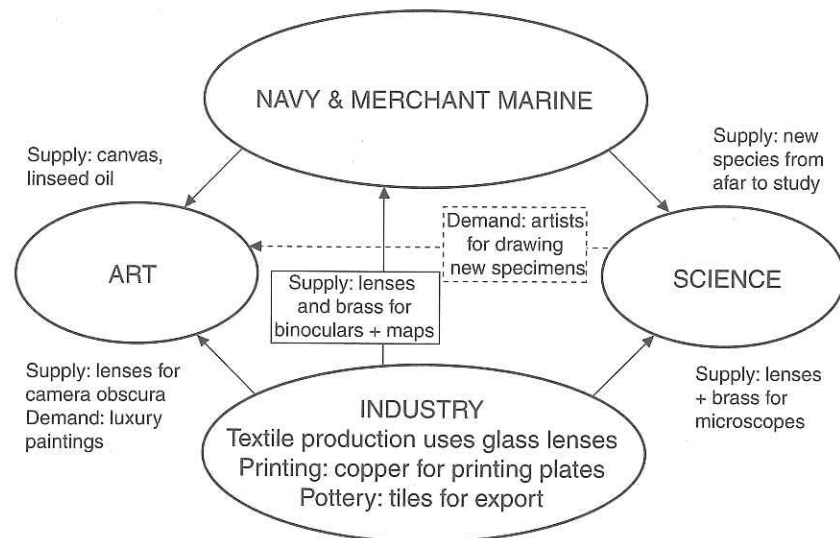 NAVY & MERCHANT MARINE
Supply: canvas,
linseed oil
Supply: new
species from
afar to study
Demand: artists
for drawing
new specimens
ART
SCIENCE
Supply: lenses
and brass for
binoculars + maps
Supply: lenses for
camera obscura
Demand: luxury
paintings
Supply: lenses
+ brass for
microscopes
INDUSTRY
Textile production uses glass lenses
Printing: copper for printing plates
Pottery: tiles for export